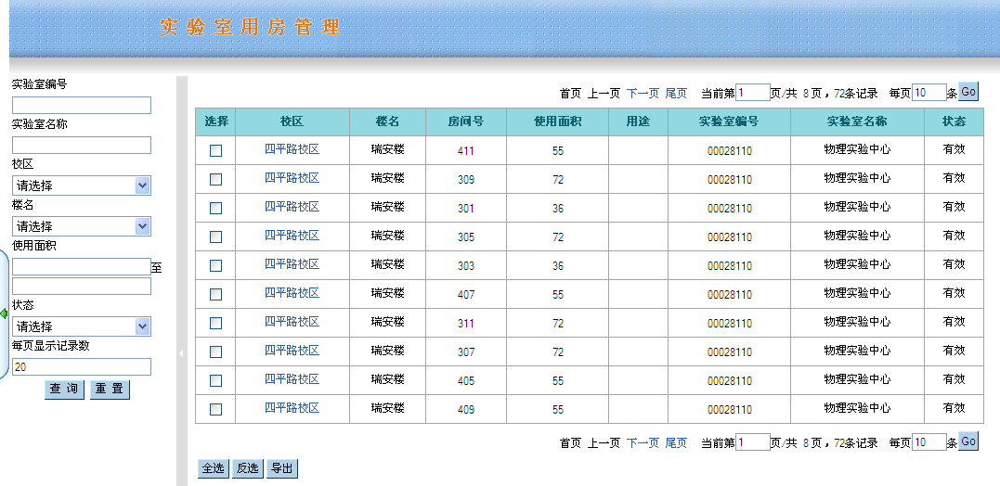 实验室用房管理
实验室编号
实验室名称
校区
请选择
楼名
请选择
使用面积
至
状态
请选择
每页显示记录数
20
查 询 重 置
首页 上一页 下一页 尾页 当前第 1 页/共 8 页，72条记录 每页 10 条 Go
选择 校区 楼名 房间号 使用面积 用途 实验室编号 实验室名称 状态
四平路校区 瑞安楼 411 55 00028110 物理实验中心 有效
四平路校区 瑞安楼 309 72 00028110 物理实验中心 有效
四平路校区 瑞安楼 301 36 00028110 物理实验中心 有效
四平路校区 瑞安楼 305 72 00028110 物理实验中心 有效
四平路校区 瑞安楼 303 36 00028110 物理实验中心 有效
四平路校区 瑞安楼 407 55 00028110 物理实验中心 有效
四平路校区 瑞安楼 311 72 00028110 物理实验中心 有效
四平路校区 瑞安楼 307 72 00028110 物理实验中心 有效
四平路校区 瑞安楼 405 55 00028110 物理实验中心 有效
四平路校区 瑞安楼 409 55 00028110 物理实验中心 有效
首页 上一页 下一页 尾页 当前第 1 页/共 8 页，72条记录 每页 10 条 Go
全选 反选 导出